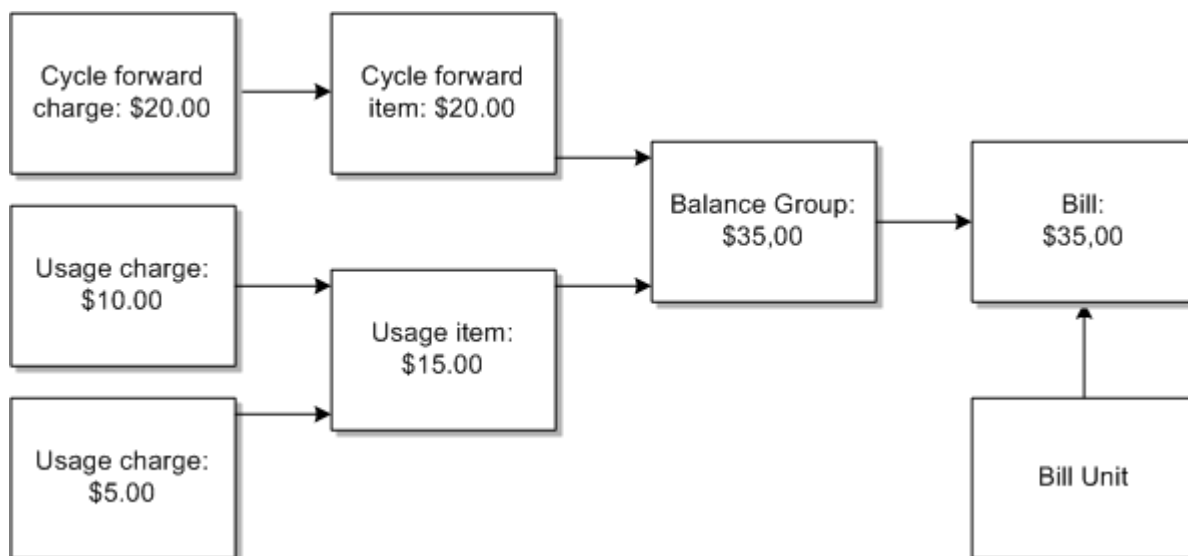 Cycle forward
charge: $20.00
Cycle forward
item: $20.00
Balance Group:
$35,00
Bill:
$35,00
Usage charge:
$10.00
Usage item:
$15.00
Usage charge:
$5.00
Bill Unit